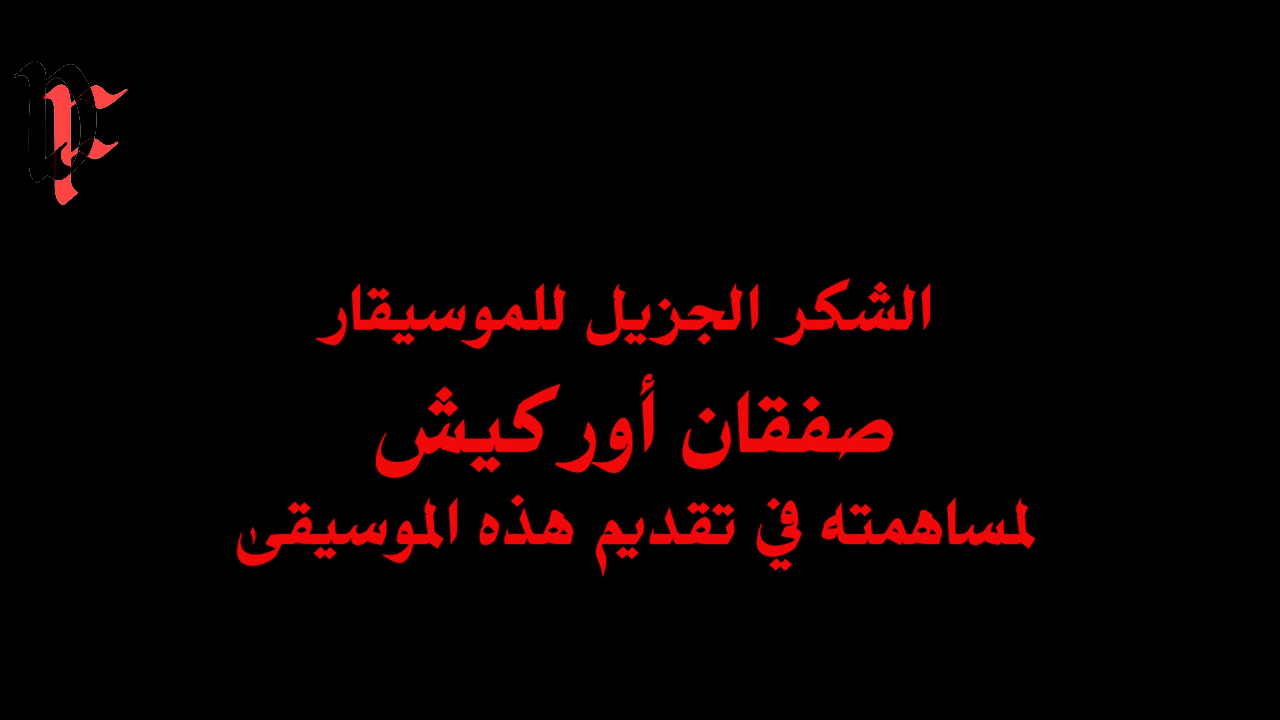 الشكر الجزيل للموسيقار
صفقان أوركيش
لمساهمته في تقديم هذه الموسيقى